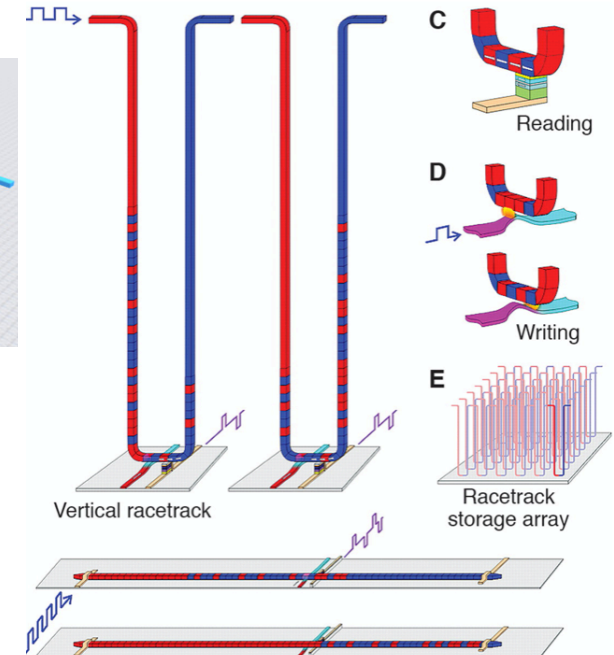 C
Reading
D
Writing
E
Vertical racetrack
Racetrack
storage array